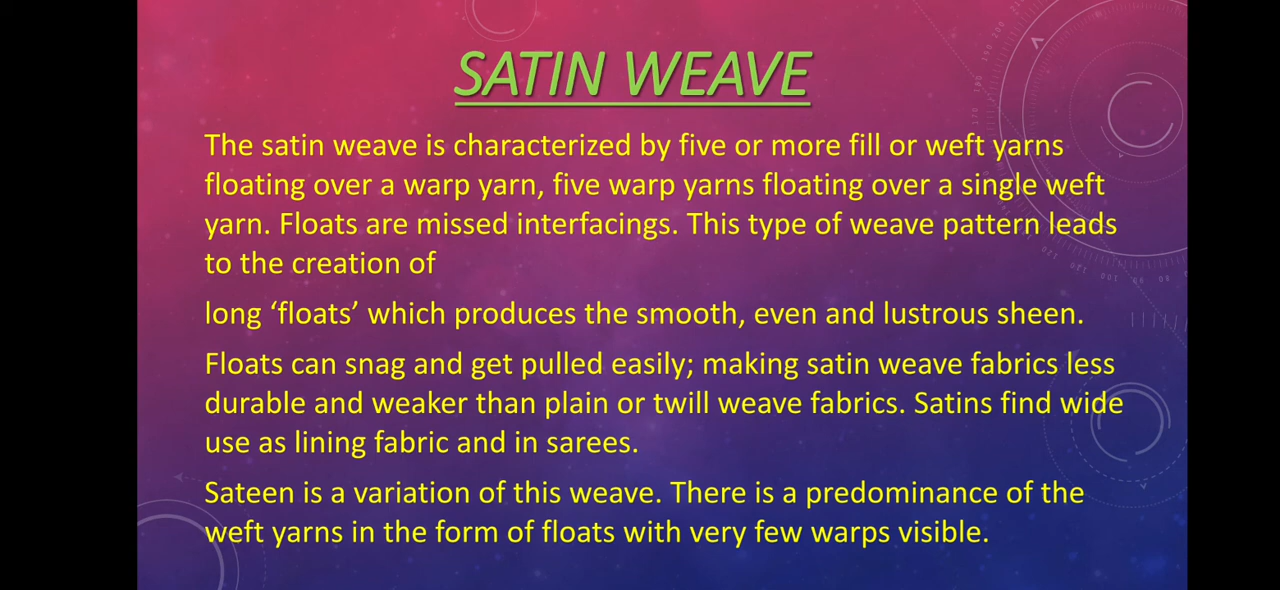 SATIN WEAVE
The satin weave is characterized by five or more fill or weft yarns
floating over a warp yarn, five warp yarns floating over a single weft
yarn. Floats are missed interfacings. This type of weave pattern leads
to the creation of
long ‘floats’ which produces the smooth, even and lustrous sheen.
Floats can snag and get pulled easily; making satin weave fabrics less
durable and weaker than plain or twill weave fabrics. Satins find wide
use as lining fabric and in sarees.
Sateen is a variation of this weave. There is a predominance of the
weft yarns in the form of floats with very few warps visible.